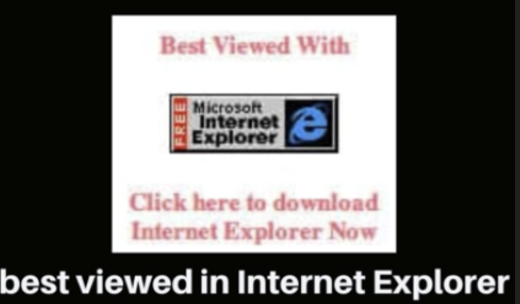 Best Viewed With
FREE
Microsoft
Internet
Explorer
Click here to download
Internet Explorer Now
best viewed in Internet Explorer